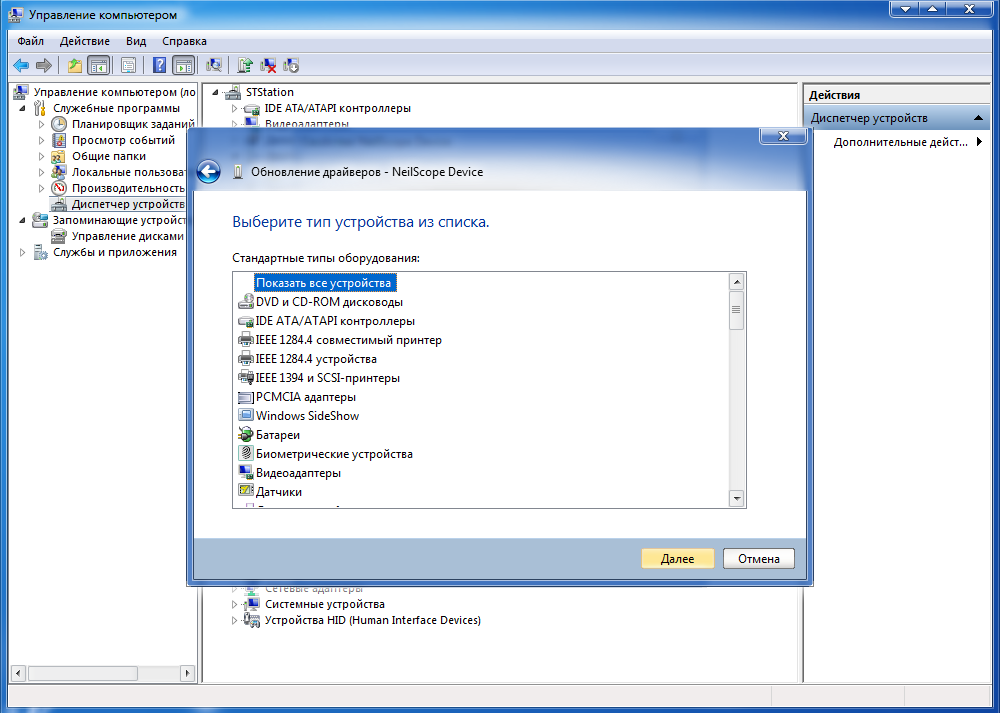 Управление компьютером
Файл Действие Вид Справка
Управление компьютером (ло
Служебные программы
Планировщик заданий
Просмотр событий
Общие папки
Локальные пользоват
Производительность
Диспетчер устройств
Запоминающие устройст
Управление дисками
Службы и приложения
STStation
IDE ATA/ATAPI контроллеры
Видеоадаптеры
Обновление драйверов - NeilScope Device
Выберите тип устройства из списка.
Стандартные типы оборудования:
Показать все устройства
DVD и CD-ROM дисководы
IDE ATA/ATAPI контроллеры
IEEE 1284.4 совместимый принтер
IEEE 1284.4 устройства
IEEE 1394 и SCSI-принтеры
PCMCIA адаптеры
Windows SideShow
Батареи
Биометрические устройства
Видеоадаптеры
Датчики
Далее
Отмена
Сетевые адаптеры
Системные устройства
Устройства HID (Human Interface Devices)
Действия
Диспетчер устройств
Дополнительные дейст...